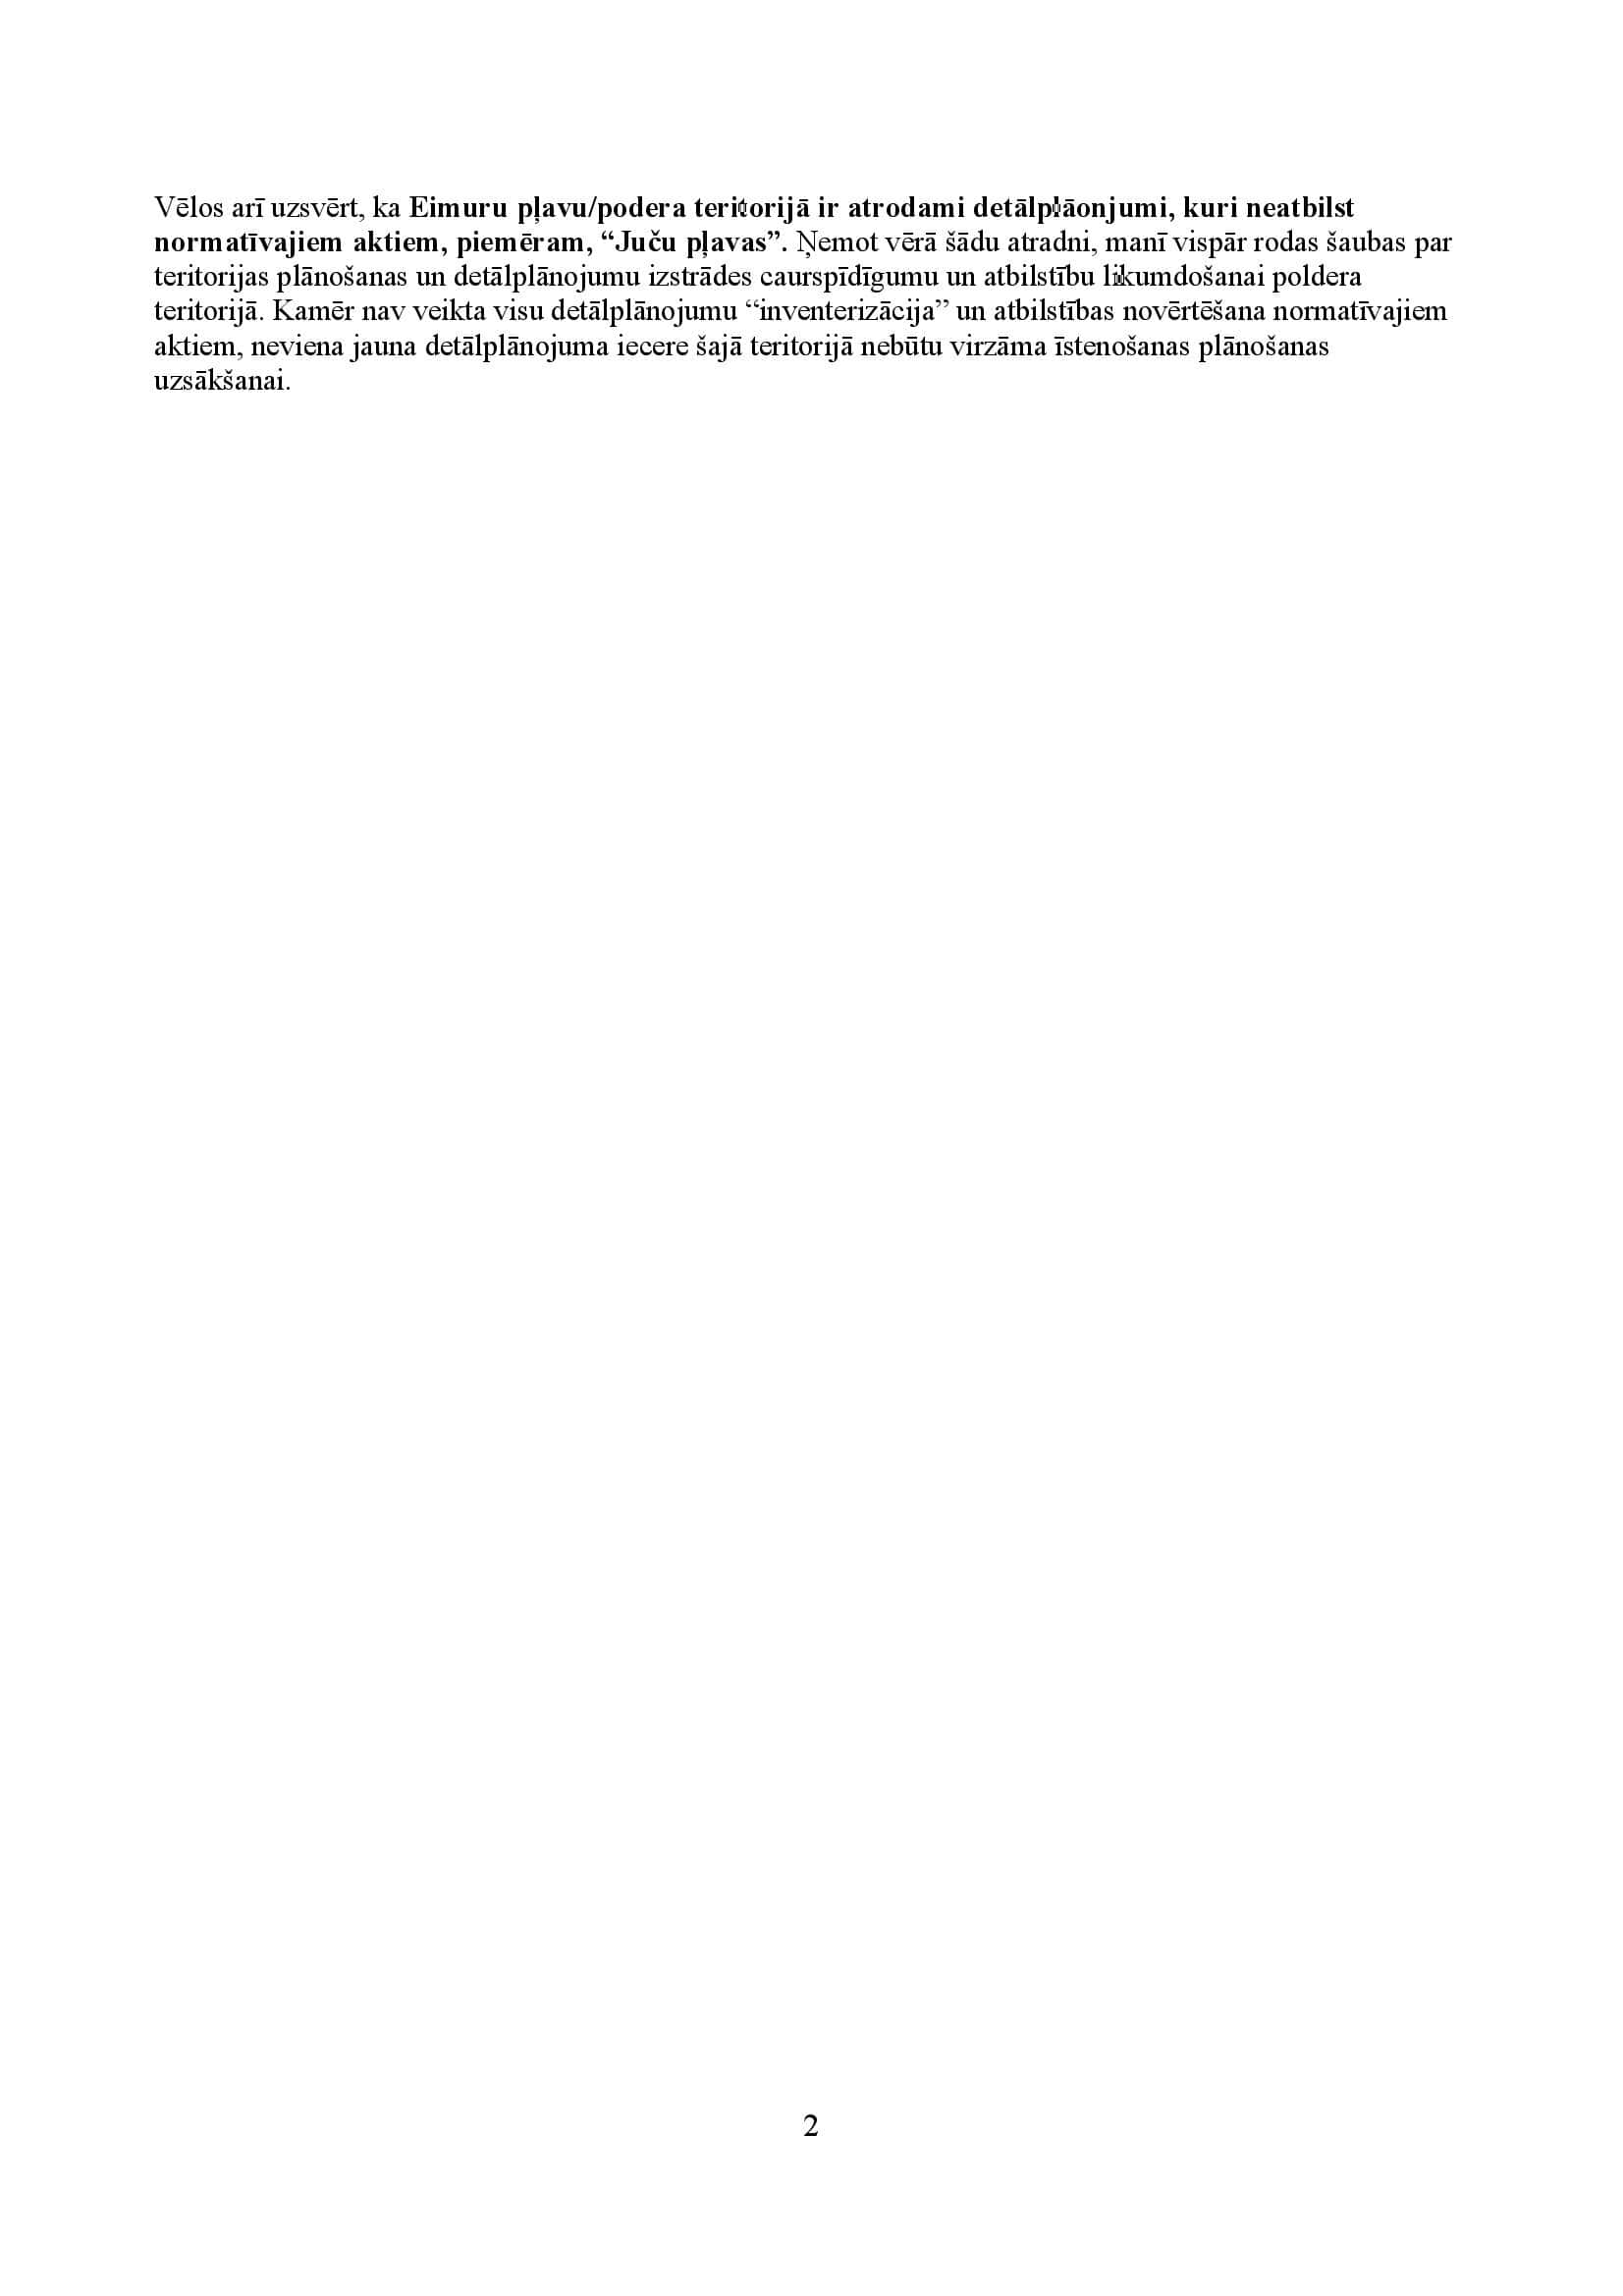 Vēlos arī uzsvērt, ka Eimuru pļavu/podera teritorijā ir atrodami detālplāonjumi, kuri neatbilst
normatīvajiem aktiem, piemēram, “Juču pļavas”. Ņemot vērā šādu atradni, manī vispār rodas šaubas par
teritorijas plānošanas un detālplānojumu izstrādes caurspīdīgumu un atbilstību likumdošanai poldera
teritorijā. Kamēr nav veikta visu detālplānojumu “inventerizācija” un atbilstības novērtēšana normatīvajiem
aktiem, neviena jauna detālplānojuma iecere šajā teritorijā nebūtu virzāma īstenošanas plānošanas
uzsākšanai.
2